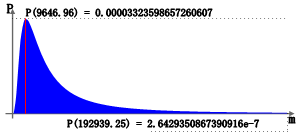 P
P(9646.96) = 0.00003323598657260607
m
P(192939.25) = 2.6429350867390916e-7